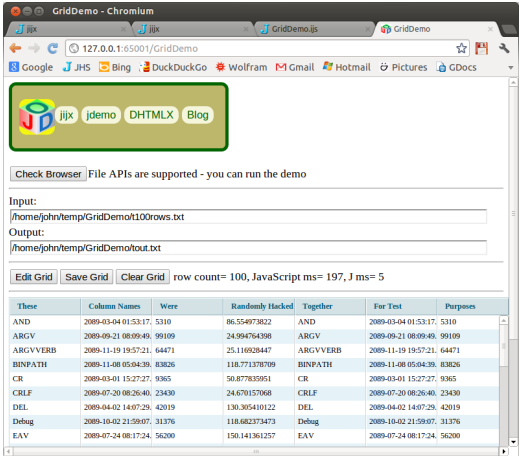 GridDemo - Chromium
jijx
jijx
GridDemo.ijs
GridDemo
127.0.0.1:65001/GridDemo
Google JHS Bing DuckDuckGo Wolfram Gmail Hotmail Pictures GDocs
jijx jdemo DHTMLX Blog
Check Browser File APIs are supported - you can run the demo
Input:
/home/john/temp/GridDemo/t100rows.txt
Output:
/home/john/temp/GridDemo/tout.txt
Edit Grid Save Grid Clear Grid row count= 100, JavaScript ms= 197, J ms= 5
These Column Names Were Randomly Hacked Together For Test Purposes
AND 2089-03-04 01:53:17. 5310 86.554973822 AND 2089-03-04 01:53:17. 5310
ARGV 2089-09-21 08:09:49. 99109 24.994764398 ARGV 2089-09-21 08:09:49. 99109
ARGVVERB 2089-11-19 19:57:21. 64471 25.116928447 ARGVVERB 2089-11-19 19:57:21. 64471
BINPATH 2089-11-08 05:04:39. 83826 118.771378709 BINPATH 2089-11-08 05:04:39. 83826
CR 2089-03-01 15:27:27. 9365 50.877835951 CR 2089-03-01 15:27:27. 9365
CRLF 2089-07-20 08:26:40. 23430 24.670157068 CRLF 2089-07-20 08:26:40. 23430
DEL 2089-04-02 14:07:29. 42019 130.305410122 DEL 2089-04-02 14:07:29. 42019
Debug 2089-10-02 21:59:07. 31376 118.682373473 Debug 2089-10-02 21:59:07. 31376
EAV 2089-07-24 08:17:24. 56200 150.141361257 EAV 2089-07-24 08:17:24. 56200